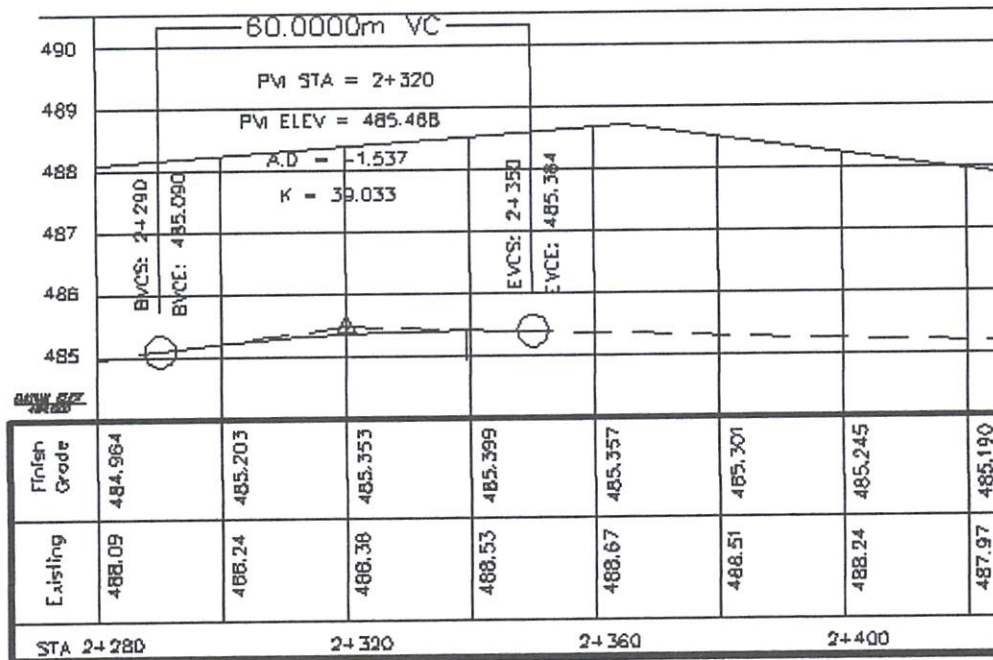 60.0000m VC
490
PVI STA = 2+320
489
PVI ELEV = 485.468
A.D = -1.537
488
K = 39.033
BVCS: 2+290
BVCE: 485.090
EVCS: 2+350
EVCE: 485.384
487
486
485
Finish Grade 484.964 485.203 485.353 485.399 485.357 485.301 485.245 485.190
Existing 488.09 488.24 488.38 488.53 488.67 488.51 488.24 487.97
STA 2+280 2+320 2+360 2+400